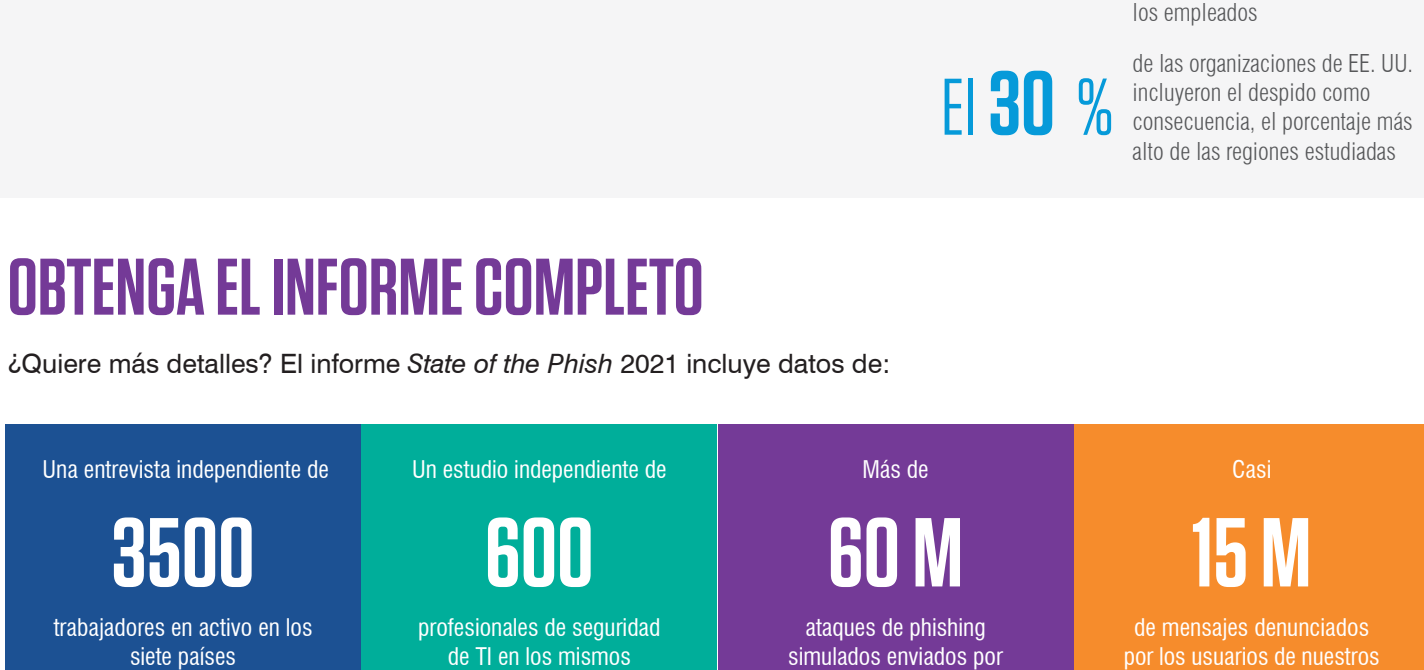 los empleados
El 30 %
de las organizaciones de EE. UU.
incluyeron el despido como
consecuencia, el porcentaje más
alto de las regiones estudiadas
OBTENGA EL INFORME COMPLETO
¿Quiere más detalles? El informe State of the Phish 2021 incluye datos de:
Una entrevista independiente de
3500
trabajadores en activo en los
siete países
Un estudio independiente de
600
profesionales de seguridad
de TI en los mismos
Más de
60 M
ataques de phishing
simulados enviados por
Casi
15 M
de mensajes denunciados
por los usuarios de nuestros